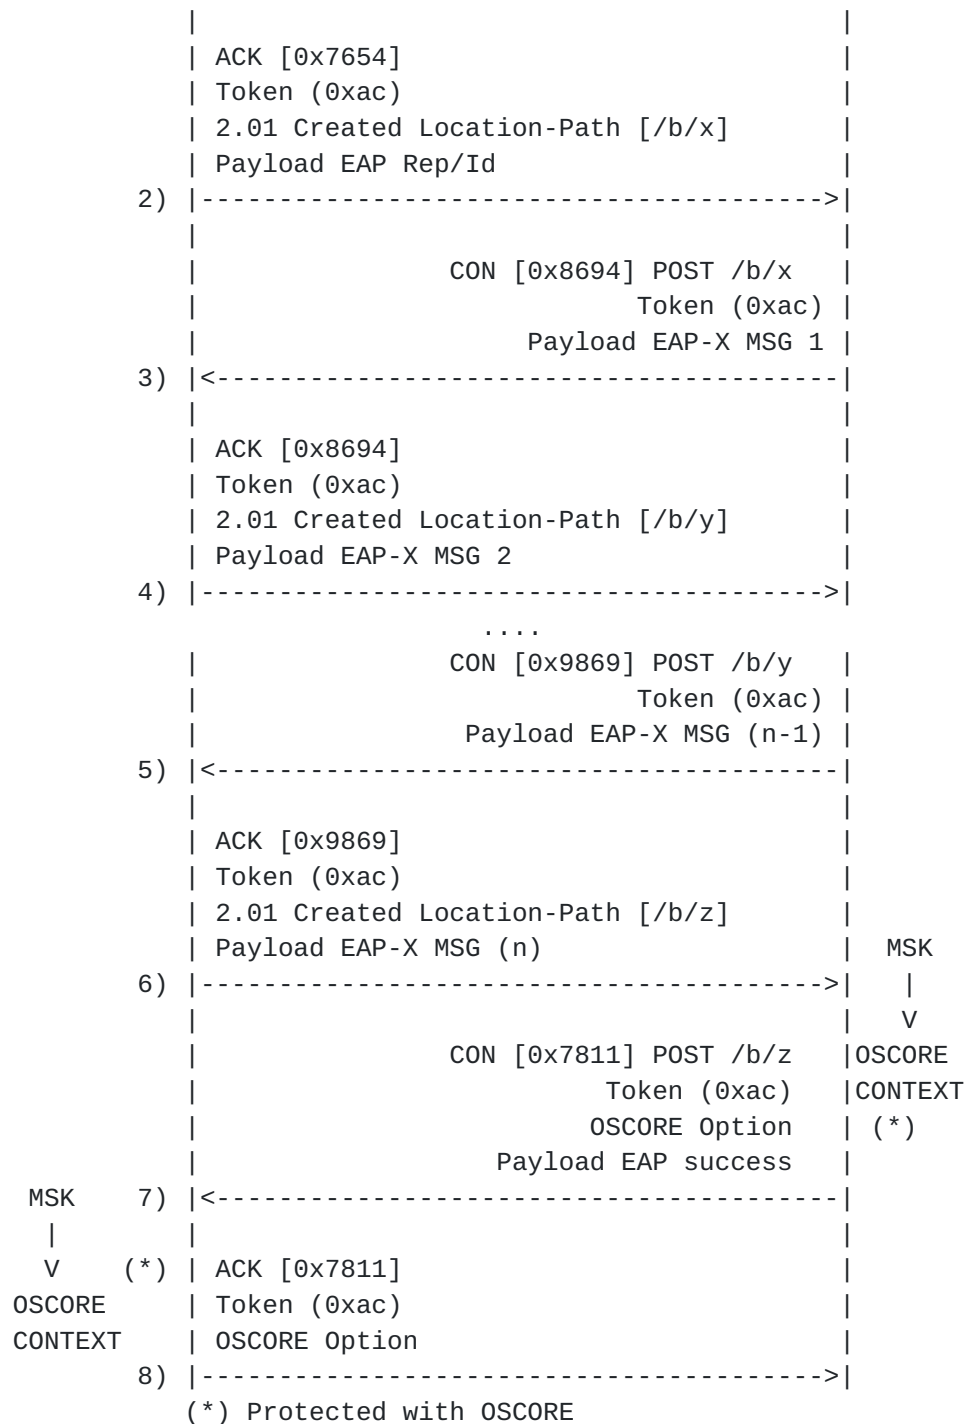 |                                         |
            | ACK [0x7654]                            |
            | Token (0xac)                            |
            | 2.01 Created Location-Path [/b/x]       |
            | Payload EAP Rep/Id                      |
         2) |---------------------------------------->|
            |                                         |
            |                CON [0x8694] POST /b/x   |
            |                            Token (0xac) |
            |                     Payload EAP-X MSG 1 |
         3) |<----------------------------------------|
            |                                         |
            | ACK [0x8694]                            |
            | Token (0xac)                            |
            | 2.01 Created Location-Path [/b/y]       |
            | Payload EAP-X MSG 2                     |
         4) |---------------------------------------->|
                               ....
            |                CON [0x9869] POST /b/y   |
            |                            Token (0xac) |
            |                 Payload EAP-X MSG (n-1) |
         5) |<----------------------------------------|
            |                                         |
            | ACK [0x9869]                            |
            | Token (0xac)                            |
            | 2.01 Created Location-Path [/b/z]       |
            | Payload EAP-X MSG (n)                   |  MSK
         6) |---------------------------------------->|   |
            |                                         |   V
            |                CON [0x7811] POST /b/z   |OSCORE
            |                          Token (0xac)   |CONTEXT
            |                         OSCORE Option   | (*)
            |                   Payload EAP success   |
  MSK    7) |<----------------------------------------|
   |        |                                         |
   V    (*) | ACK [0x7811]                            |
 OSCORE     | Token (0xac)                            |
 CONTEXT    | OSCORE Option                           |
         8) |---------------------------------------->|
            (*) Protected with OSCORE